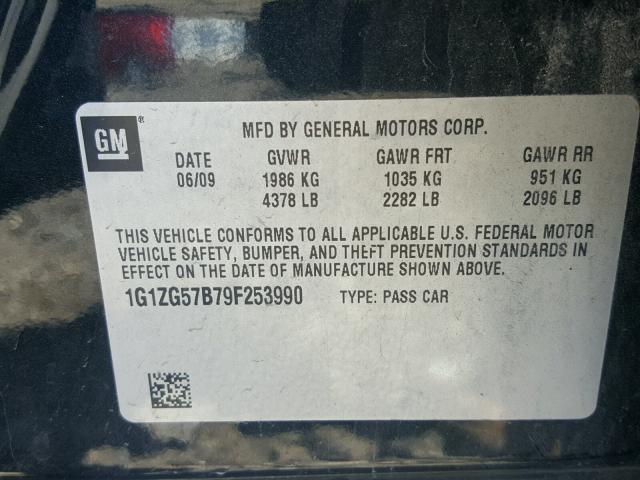 GM®
MFD BY GENERAL MOTORS CORP.
DATE GVWR GAWR FRT GAWR RR
06/09 1986 KG 1035 KG 951 KG
4378 LB 2282 LB 2096 LB
THIS VEHICLE CONFORMS TO ALL APPLICABLE U.S. FEDERAL MOTOR
VEHICLE SAFETY, BUMPER, AND THEFT PREVENTION STANDARDS IN
EFFECT ON THE DATE OF MANUFACTURE SHOWN ABOVE.
1G1ZG57B79F253990 TYPE: PASS CAR